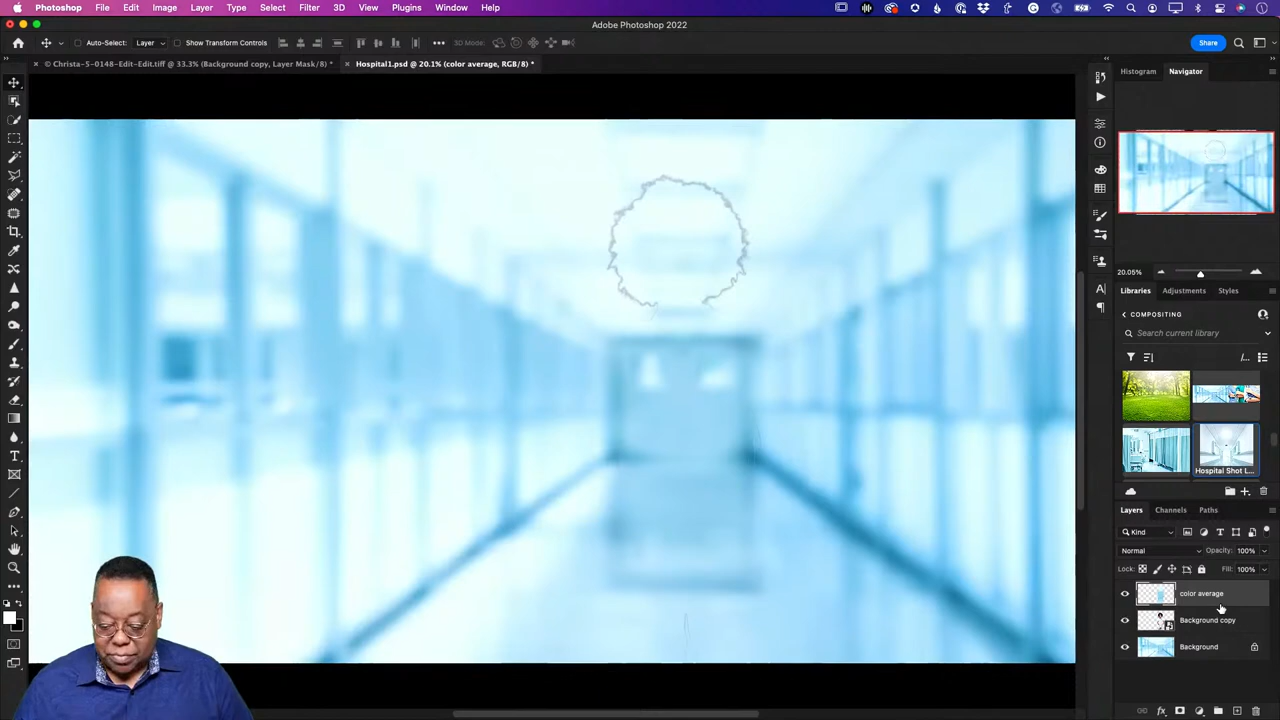 Photoshop File Edit Image Layer Type Select Filter 3D View Plugins Window Help
Adobe Photoshop 2022
Auto-Select: Layer Show Transform Controls ••• 3D Mode: Share
× © Christa-5-0148-Edit-Edit.tiff @ 33.3% (Background copy, Layer Mask/8) * × Hospital1.psd @ 20.1% (color average, RGB/8) *
Histogram Navigator
20.05%
Libraries Adjustments Styles
COMPOSITING
Search current library
Hospital Shot L...
Layers Channels Paths
Kind
Normal Opacity: 100%
Lock: Fill: 100%
color average
Background copy
Background